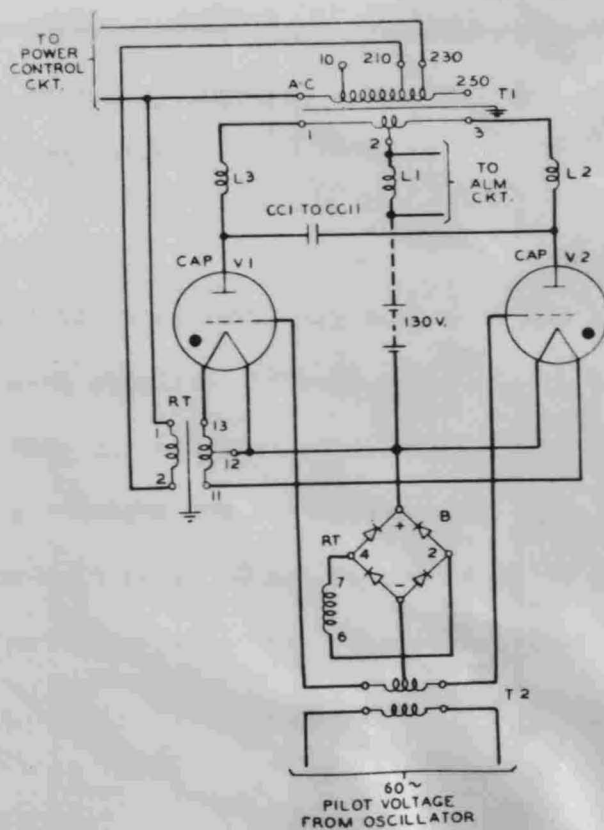 TO
POWER
CONTROL
CKT.
10
210
230
A-C
250
T1
1
3
2
L3
L1
TO
ALM
CKT.
L2
CC1 TO CC11
CAP
V.1
CAP
V.2
130 V.
RT
1
13
12
2
11
RT
+
B
4
2
7
-
6
T2
60~
PILOT VOLTAGE
FROM OSCILLATOR